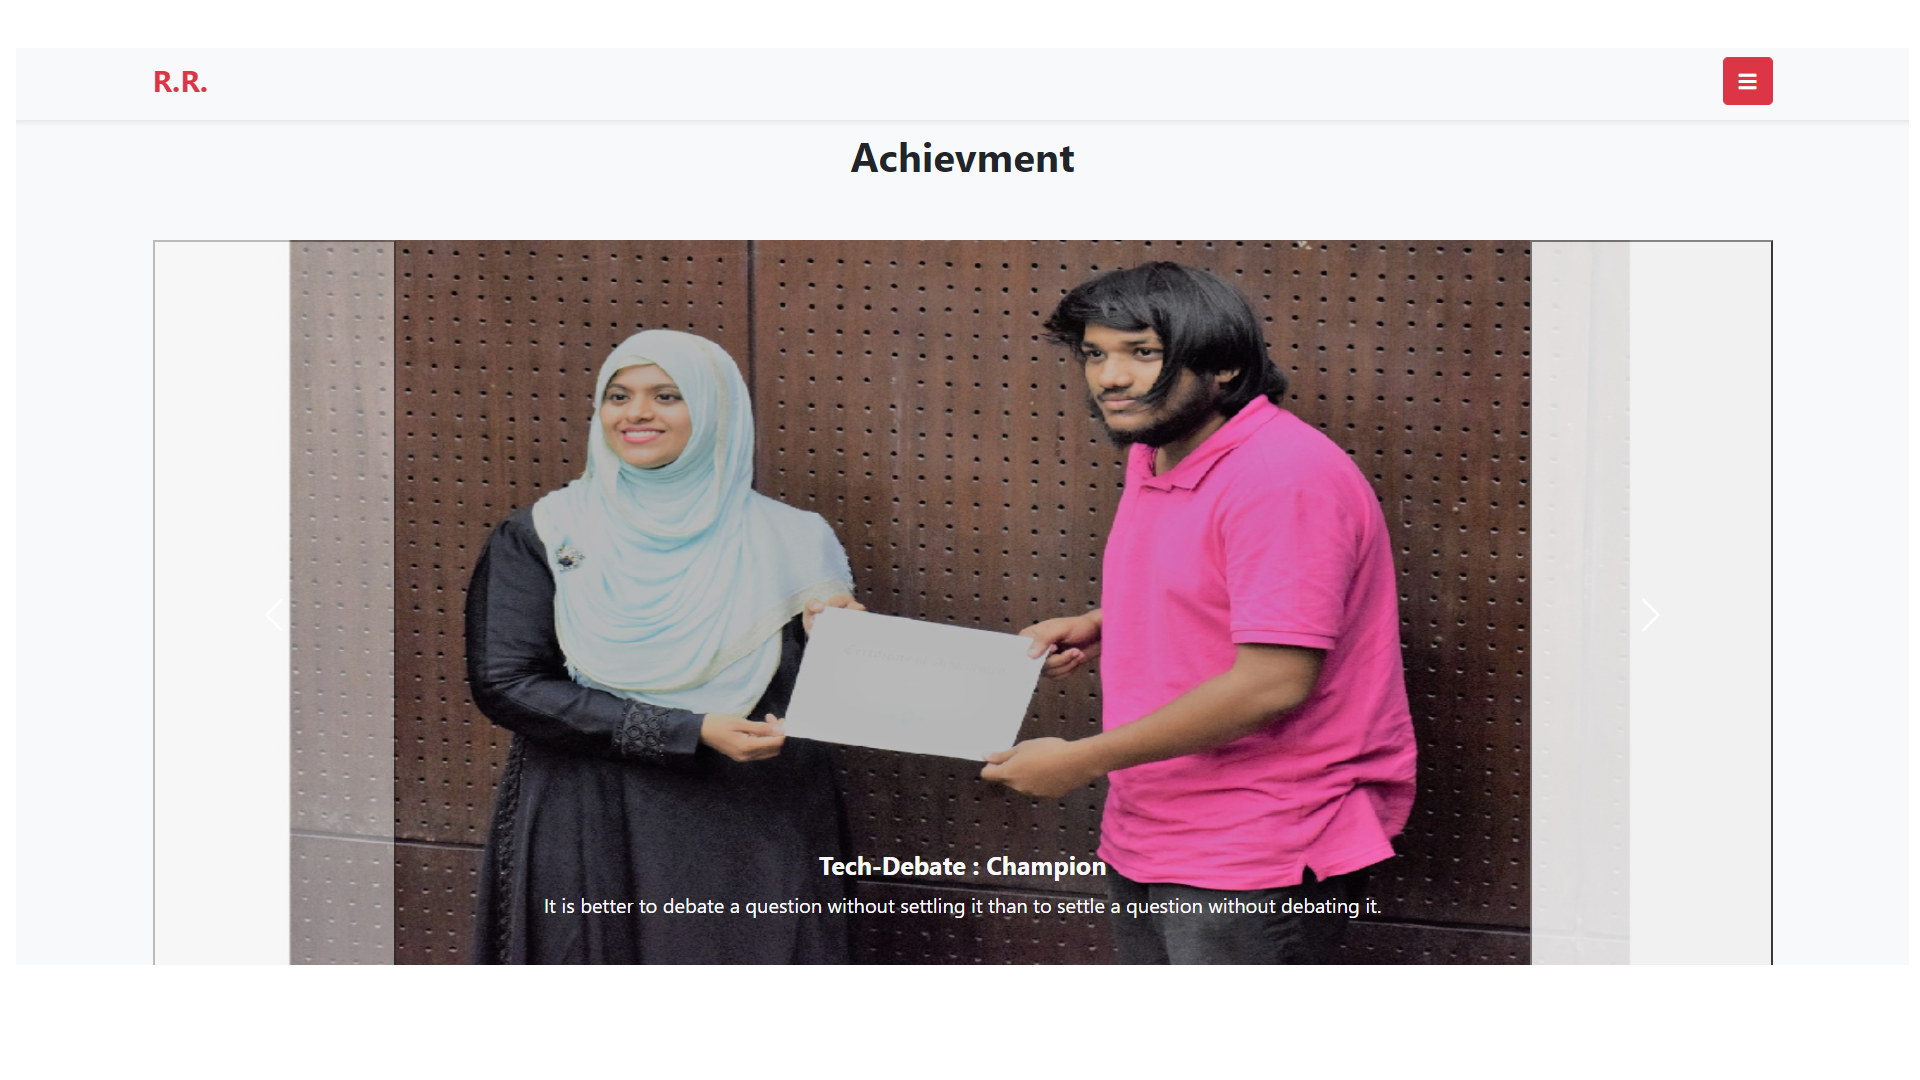 R.R.
Achievment
Tech-Debate : Champion
It is better to debate a question without settling it than to settle a question without debating it.